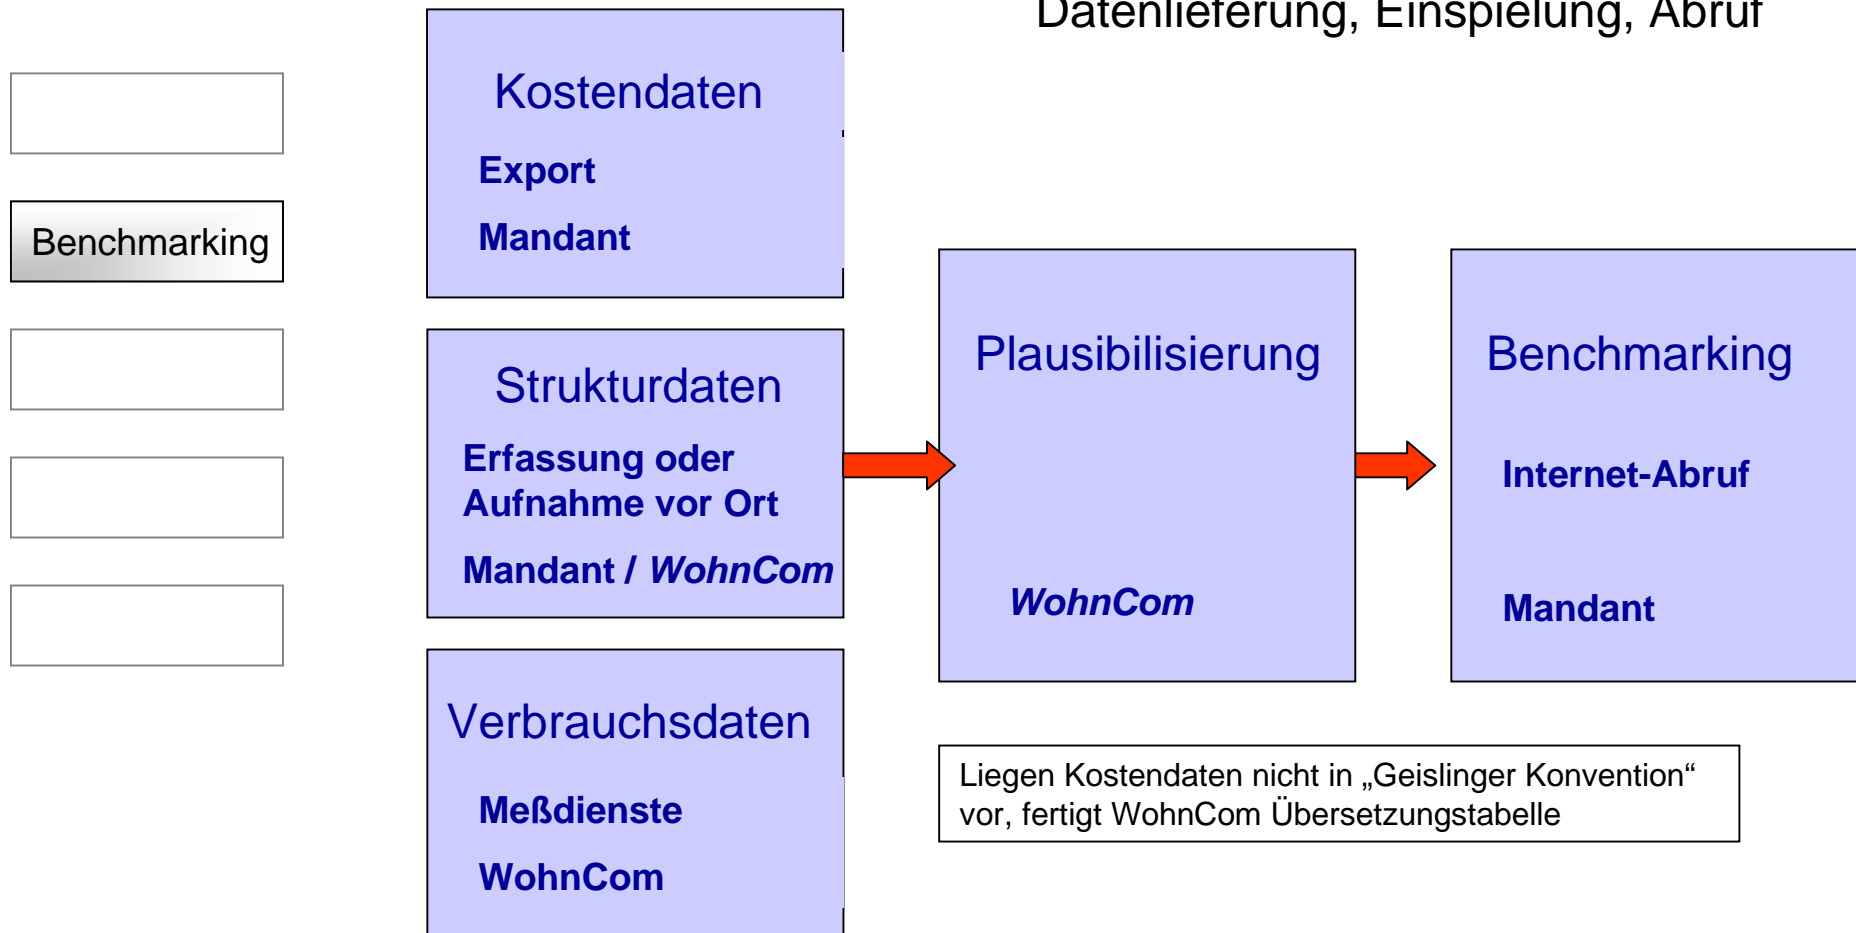 Datenlieferung, Einspielung, Abruf
Benchmarking
Kostendaten
Export
Mandant
Strukturdaten
Erfassung oder
Aufnahme vor Ort
Mandant / WohnCom
Verbrauchsdaten
Meßdienste
WohnCom
Plausibilisierung
WohnCom
Benchmarking
Internet-Abruf
Mandant
Liegen Kostendaten nicht in „Geislinger Konvention“
vor, fertigt WohnCom Übersetzungstabelle